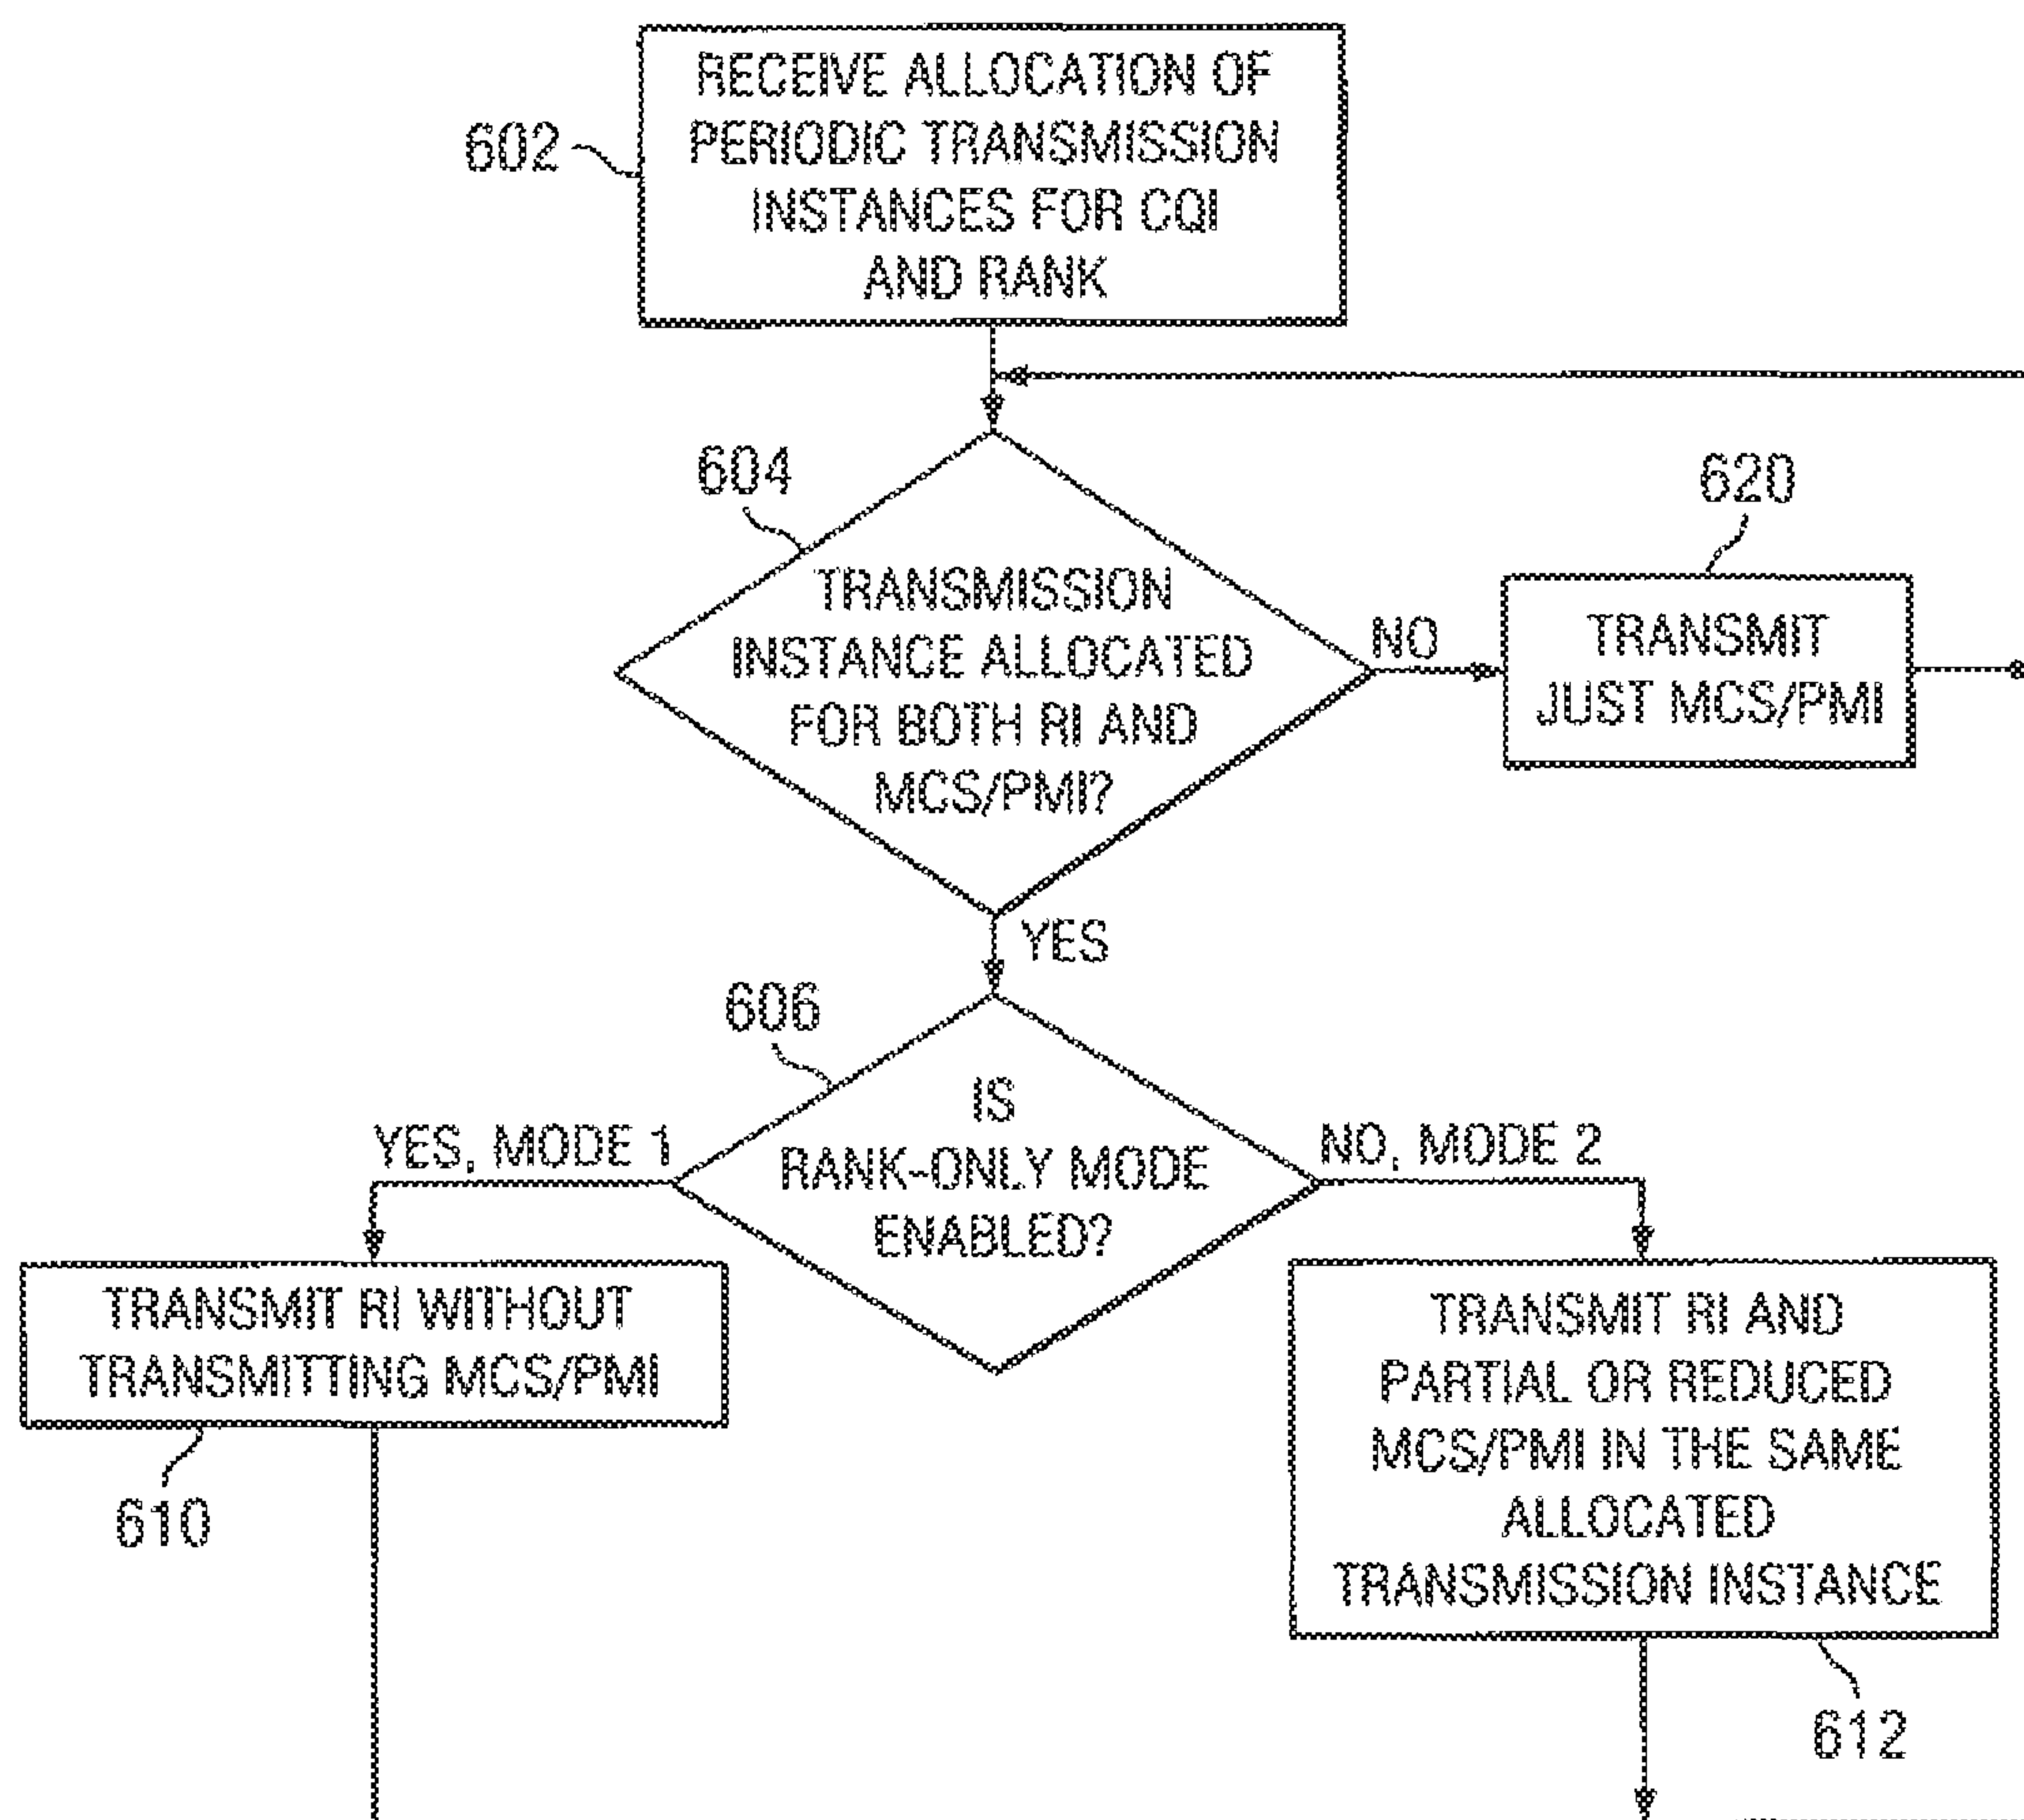 RECEIVE ALLOCATION OF
PERIODIC TRANSMISSION
INSTANCES FOR CQI
AND RANK
602
604
TRANSMISSION
INSTANCE ALLOCATED
FOR BOTH RI AND
MCS/PMI?
NO
620
TRANSMIT
JUST MCS/PMI
YES
606
IS
RANK-ONLY MODE
ENABLED?
YES, MODE 1
NO, MODE 2
TRANSMIT RI WITHOUT
TRANSMITTING MCS/PMI
610
TRANSMIT RI AND
PARTIAL OR REDUCED
MCS/PMI IN THE SAME
ALLOCATED
TRANSMISSION INSTANCE
612